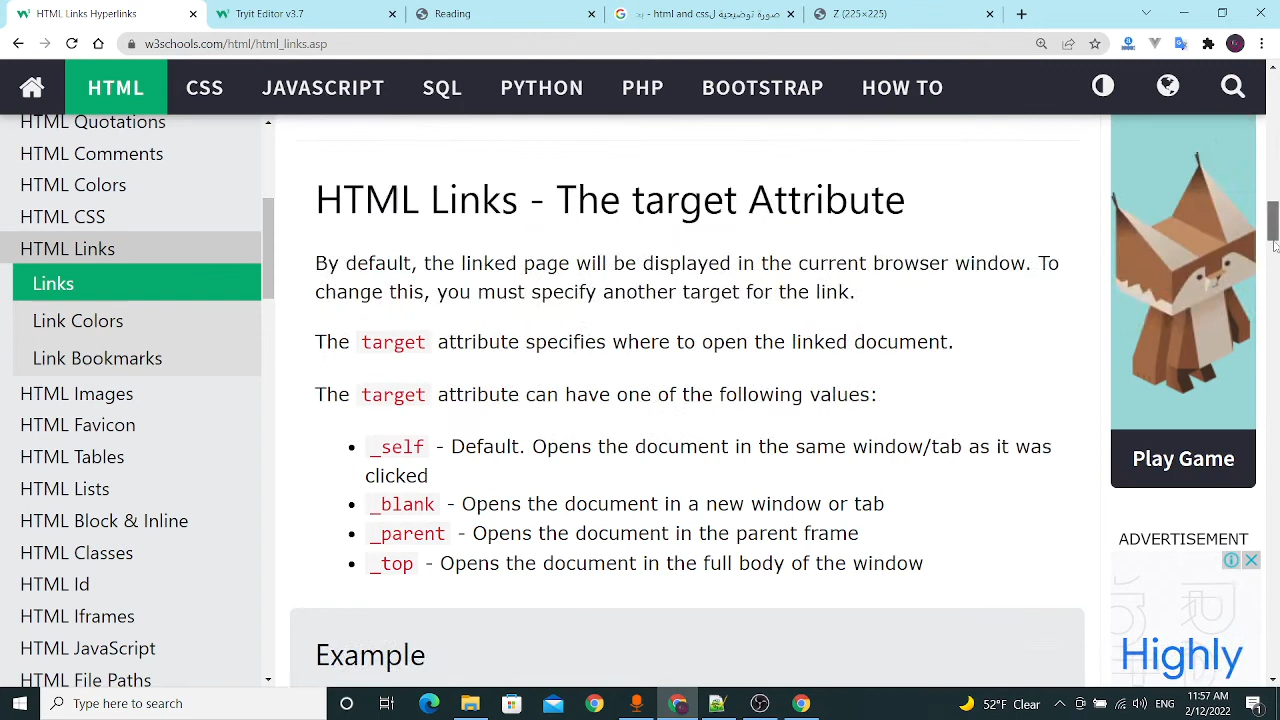 HTML Links Hyperlinks
Tryit Editor v3.7
Reading
صورة توضيحيه لhtml and css - بح
Z (225×225)
w3schools.com/html/html_links.asp
HTML
CSS
JAVASCRIPT
SQL
PYTHON
PHP
BOOTSTRAP
HOW TO
HTML Quotations
HTML Comments
HTML Colors
HTML CSS
HTML Links
Links
Link Colors
Link Bookmarks
HTML Images
HTML Favicon
HTML Tables
HTML Lists
HTML Block & Inline
HTML Classes
HTML Id
HTML Iframes
HTML JavaScript
HTML File Paths
HTML Links - The target Attribute
By default, the linked page will be displayed in the current browser window. To
change this, you must specify another target for the link.
The target attribute specifies where to open the linked document.
The target attribute can have one of the following values:
• _self - Default. Opens the document in the same window/tab as it was
clicked
• _blank - Opens the document in a new window or tab
• _parent - Opens the document in the parent frame
• _top - Opens the document in the full body of the window
Example
Play Game
ADVERTISEMENT
Highly
Type here to search
52°F Clear
11:57 AM
2/12/2022